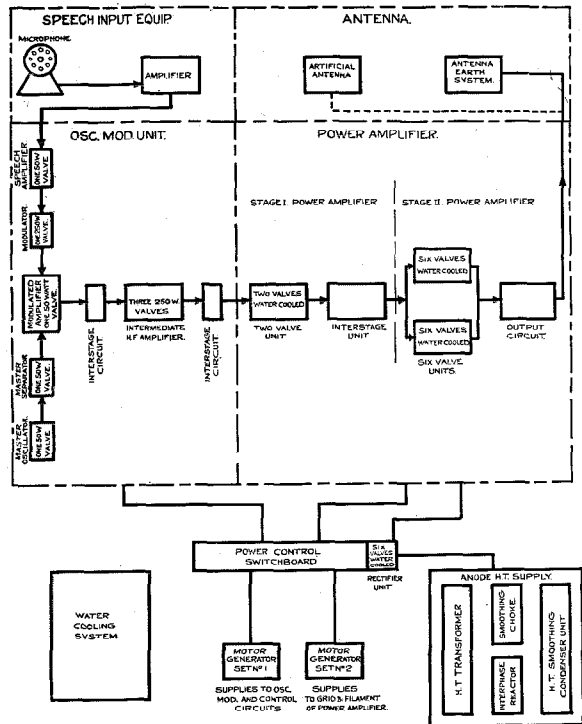 SPEECH INPUT EQUIP.
ANTENNA.
MICROPHONE
AMPLIFIER
ARTIFICIAL
ANTENNA
ANTENNA
EARTH
SYSTEM.
OSC. MOD. UNIT.
POWER AMPLIFIER.
SPEECH
AMPLIFIER
ONE 50W
VALVE.
MODULATOR.
ONE 250W
VALVE.
STAGE I. POWER AMPLIFIER
STAGE II. POWER AMPLIFIER
MODULATED
AMPLIFIER
ONE 50 WATT
VALVE.
INTERSTAGE
CIRCUIT
THREE 250 W.
VALVES
INTERMEDIATE
H.F AMPLIFIER.
INTERSTAGE
CIRCUIT
TWO VALVES
WATER COOLED
TWO VALVE
UNIT
INTERSTAGE
UNIT
SIX VALVES
WATER COOLED
SIX VALVES
WATER COOLED
SIX VALVE
UNITS.
OUTPUT
CIRCUIT.
MASTER
SEPARATOR
ONE 50W
VALVE.
MASTER
OSCILLATOR.
ONE 50W
VALVE.
POWER CONTROL
SWITCHBOARD
SIX
VALVES
WATER
COOLED
RECTIFIER
UNIT
WATER
COOLING
SYSTEM
MOTOR
GENERATOR
SET Nº 1
SUPPLIES TO OSC.
MOD. AND CONTROL
CIRCUITS
MOTOR
GENERATOR
SET Nº 2
SUPPLIES
TO GRID & FILAMENT
OF POWER AMPLIFIER.
ANODE H.T. SUPPLY.
H.T TRANSFORMER
SMOOTHING
CHOKE.
INTERPHASE
REACTOR
H.T. SMOOTHING
CONDENSER UNIT